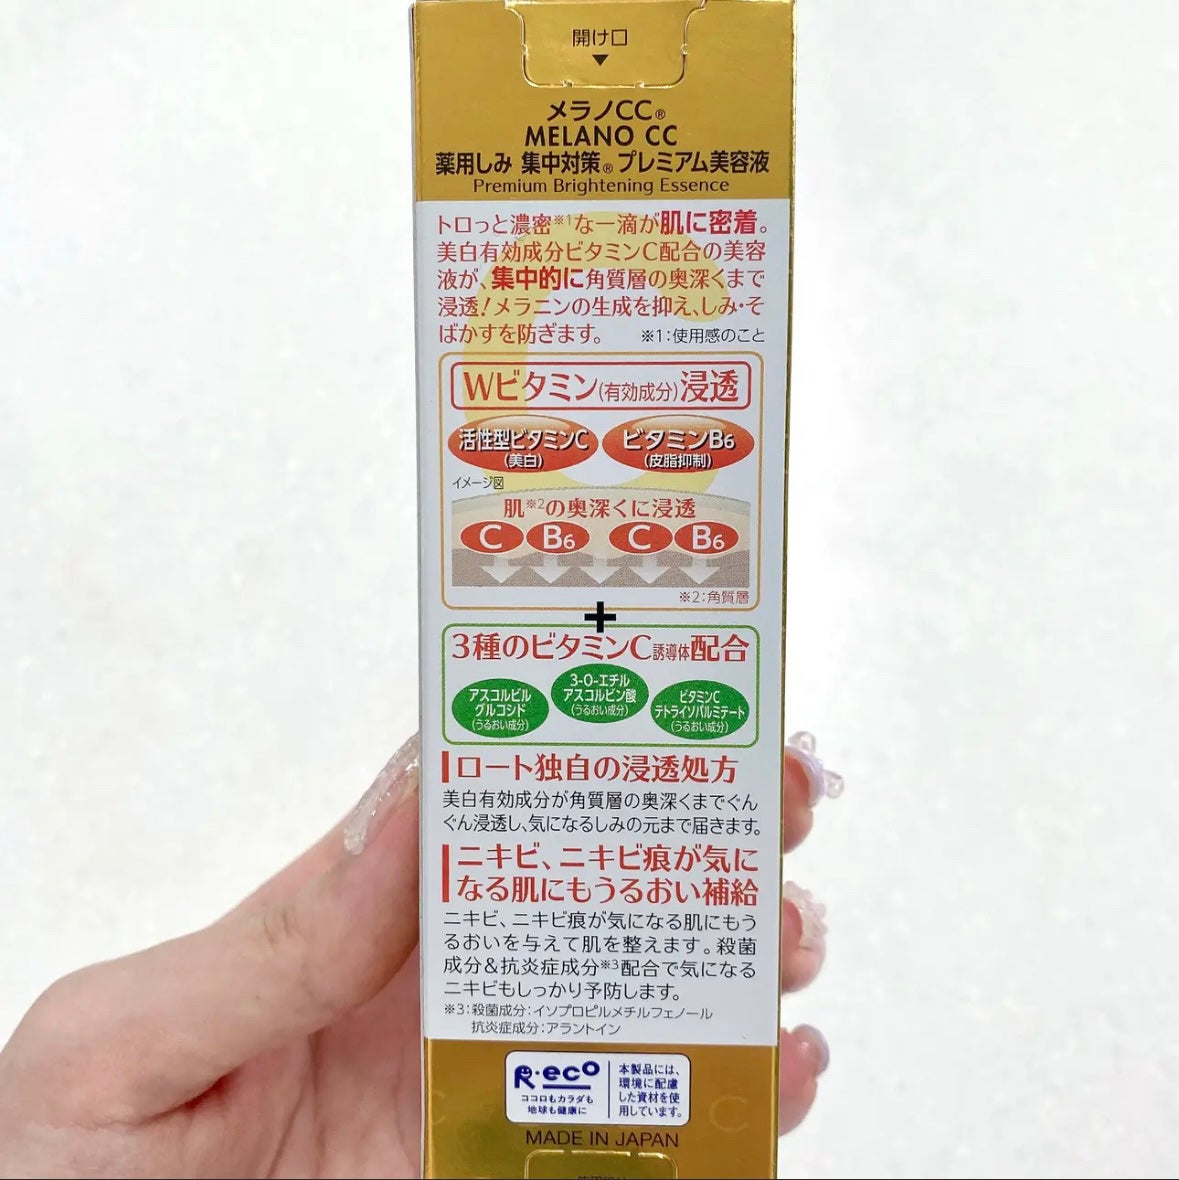 開け口
▼
メラノCC®
MELANO CC
薬用しみ 集中対策® プレミアム美容液
Premium Brightening Essence
トロっと濃密※1な一滴が肌に密着。
美白有効成分ビタミンC配合の美容
液が、集中的に角質層の奥深くまで
浸透!メラニンの生成を抑え、しみ・そ
ばかすを防ぎます。 ※1:使用感のこと
Wビタミン(有効成分)浸透
活性型ビタミンC ビタミンB6
(美白) (皮脂抑制)
イメージ図
肌※2の奥深くに浸透
C B6 C B6
※2:角質層
+
3種のビタミンC誘導体配合
アスコルビル
グルコシド
(うるおい成分)
3-O-エチル
アスコルビン酸
(うるおい成分)
ビタミンC
テトライソパルミテート
(うるおい成分)
ロート独自の浸透処方
美白有効成分が角質層の奥深くまでぐん
ぐん浸透し、気になるしみの元まで届きます。
ニキビ、ニキビ痕が気に
なる肌にもうるおい補給
ニキビ、ニキビ痕が気になる肌にもう
るおいを与えて肌を整えます。殺菌
成分&抗炎症成分※3配合で気になる
ニキビもしっかり予防します。
※3:殺菌成分:イソプロピルメチルフェノール
抗炎症成分:アラントイン
R・eco
ココロもカラダも
地球も健康に
本製品には、
環境に配慮
した資材を使
用しています。
MADE IN JAPAN